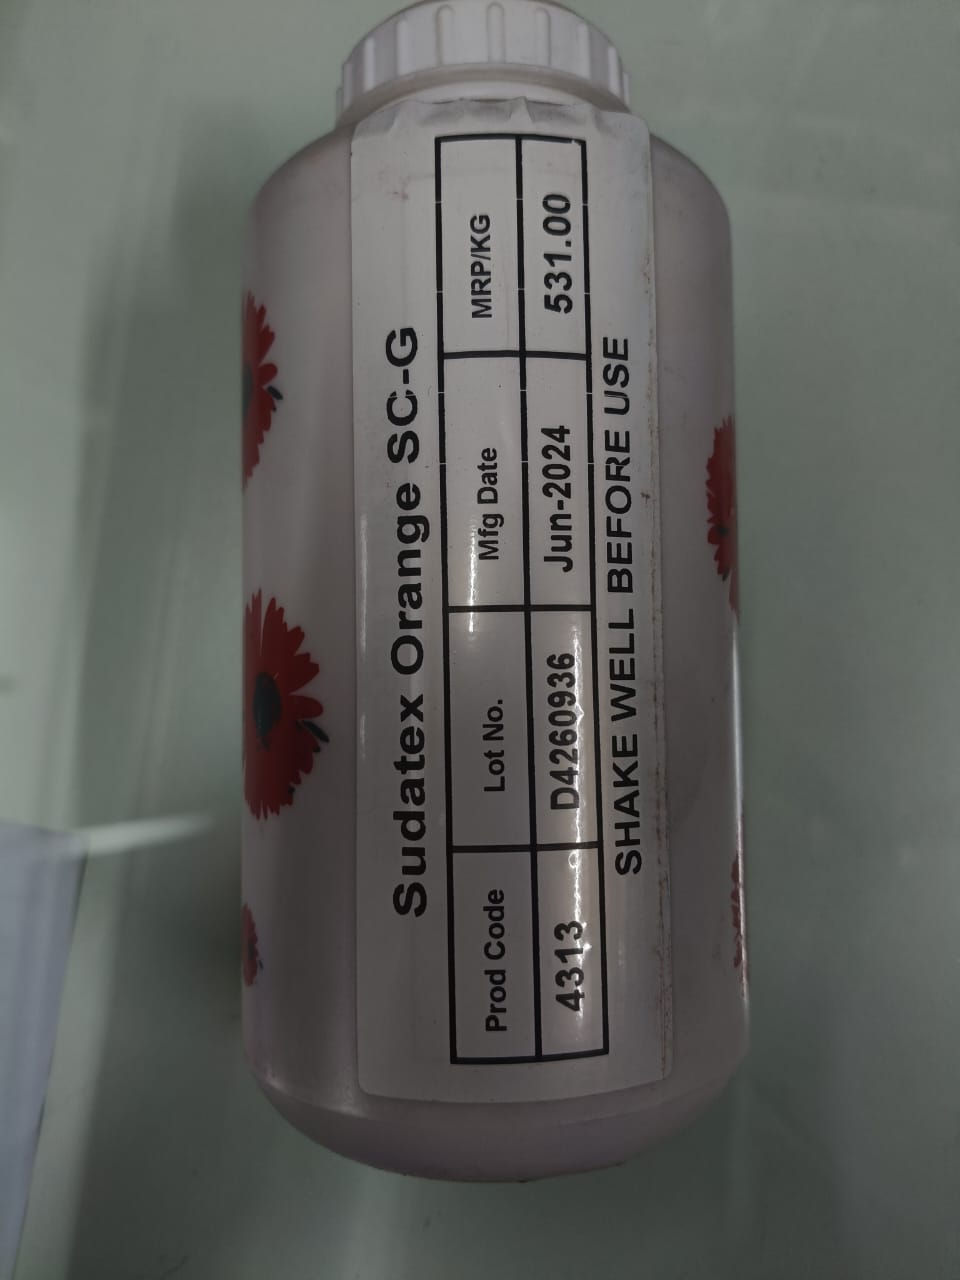 Sudatex Orange SC-G
Prod Code Lot No. Mfg Date MRP/KG
4313 D4260936 Jun-2024 531.00
SHAKE WELL BEFORE USE